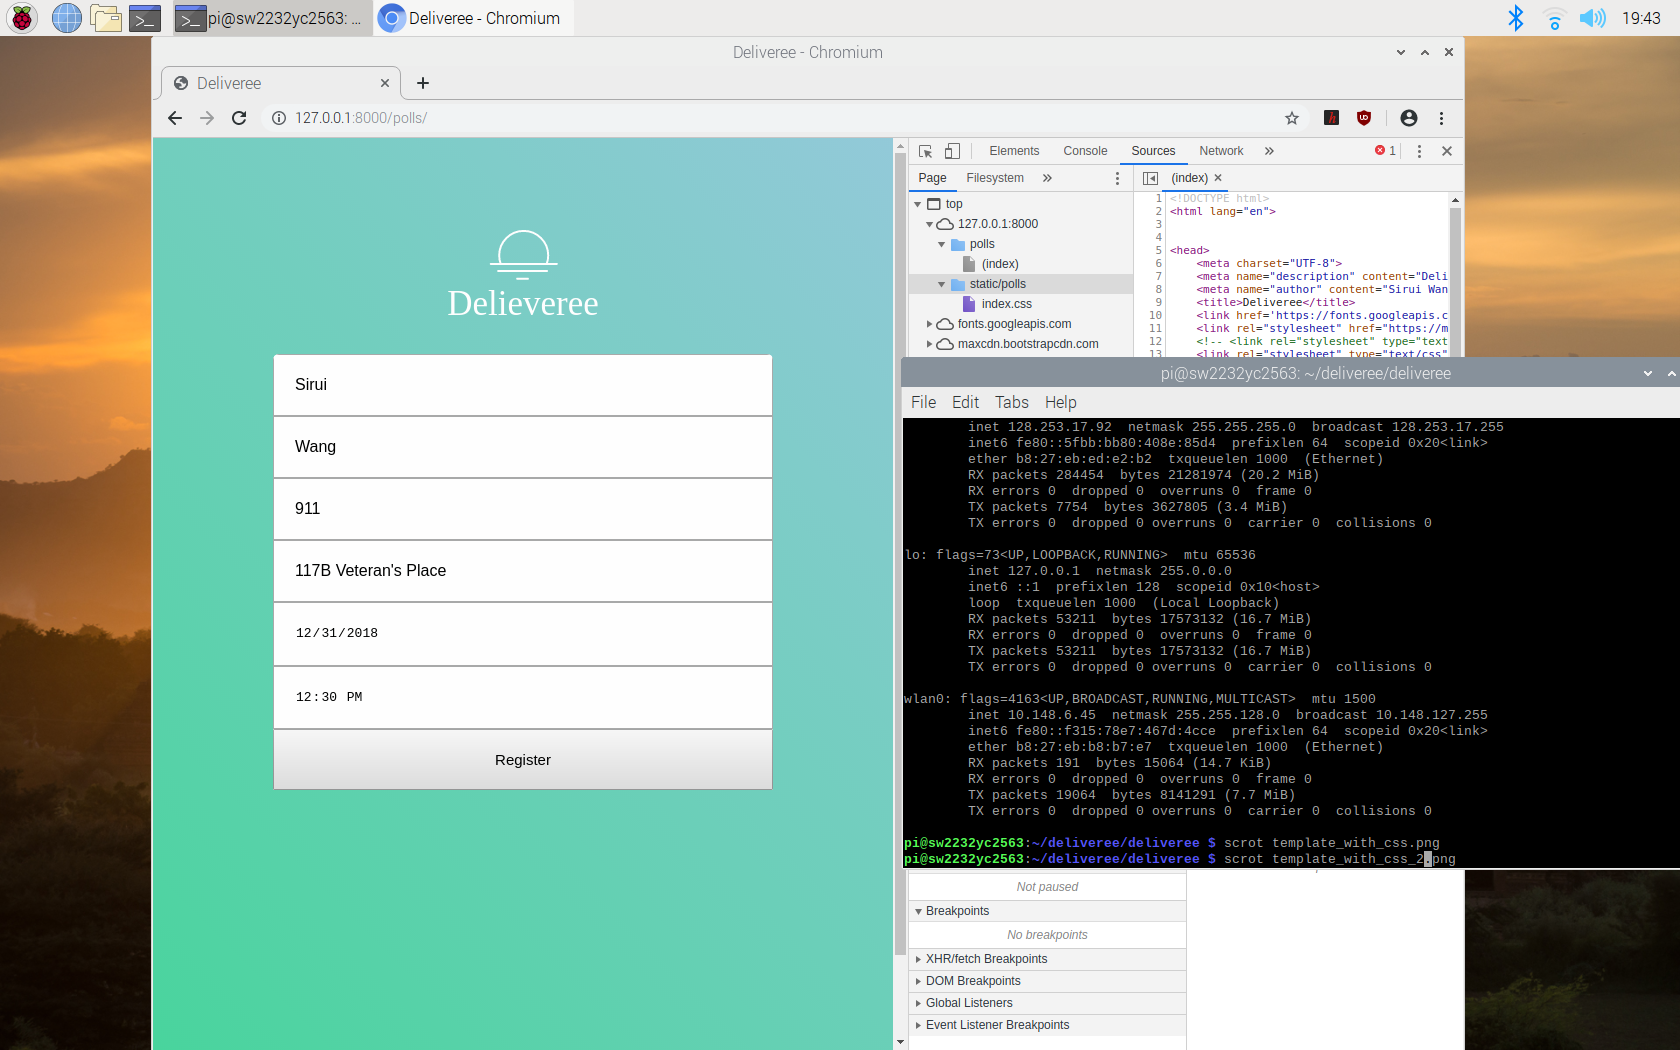 pi@sw2232yc2563: ...
Deliveree - Chromium
19:43
Deliveree - Chromium
Deliveree
127.0.0.1:8000/polls/
Delieveree
Sirui
Wang
911
117B Veteran's Place
12/31/2018
12:30 PM
Register
Elements Console Sources Network » 1
Page Filesystem »
(index)
top
127.0.0.1:8000
polls
(index)
static/polls
index.css
fonts.googleapis.com
maxcdn.bootstrapcdn.com
1 <!DOCTYPE html>
2 <html lang="en">
3
4
5 <head>
6 <meta charset="UTF-8">
7 <meta name="description" content="Deli
8 <meta name="author" content="Sirui Wan
9 <title>Deliveree</title>
10 <link href='https://fonts.googleapis.c
11 <link rel="stylesheet" href="https://m
12 <!-- <link rel="stylesheet" type="text
13 <link rel="stylesheet" type="text/css"
pi@sw2232yc2563: ~/deliveree/deliveree
File Edit Tabs Help
inet 128.253.17.92 netmask 255.255.255.0 broadcast 128.253.17.255
inet6 fe80::5fbb:bb80:408e:85d4 prefixlen 64 scopeid 0x20<link>
ether b8:27:eb:ed:e2:b2 txqueuelen 1000 (Ethernet)
RX packets 284454 bytes 21281974 (20.2 MiB)
RX errors 0 dropped 0 overruns 0 frame 0
TX packets 7754 bytes 3627805 (3.4 MiB)
TX errors 0 dropped 0 overruns 0 carrier 0 collisions 0
lo: flags=73<UP,LOOPBACK,RUNNING> mtu 65536
inet 127.0.0.1 netmask 255.0.0.0
inet6 ::1 prefixlen 128 scopeid 0x10<host>
loop txqueuelen 1000 (Local Loopback)
RX packets 53211 bytes 17573132 (16.7 MiB)
RX errors 0 dropped 0 overruns 0 frame 0
TX packets 53211 bytes 17573132 (16.7 MiB)
TX errors 0 dropped 0 overruns 0 carrier 0 collisions 0
wlan0: flags=4163<UP,BROADCAST,RUNNING,MULTICAST> mtu 1500
inet 10.148.6.45 netmask 255.255.128.0 broadcast 10.148.127.255
inet6 fe80::f315:78e7:467d:4cce prefixlen 64 scopeid 0x20<link>
ether b8:27:eb:b8:b7:e7 txqueuelen 1000 (Ethernet)
RX packets 191 bytes 15064 (14.7 KiB)
RX errors 0 dropped 0 overruns 0 frame 0
TX packets 19064 bytes 8141291 (7.7 MiB)
TX errors 0 dropped 0 overruns 0 carrier 0 collisions 0
pi@sw2232yc2563:~/deliveree/deliveree $ scrot template_with_css.png
pi@sw2232yc2563:~/deliveree/deliveree $ scrot template_with_css_2.png
Not paused
Breakpoints
No breakpoints
XHR/fetch Breakpoints
DOM Breakpoints
Global Listeners
Event Listener Breakpoints